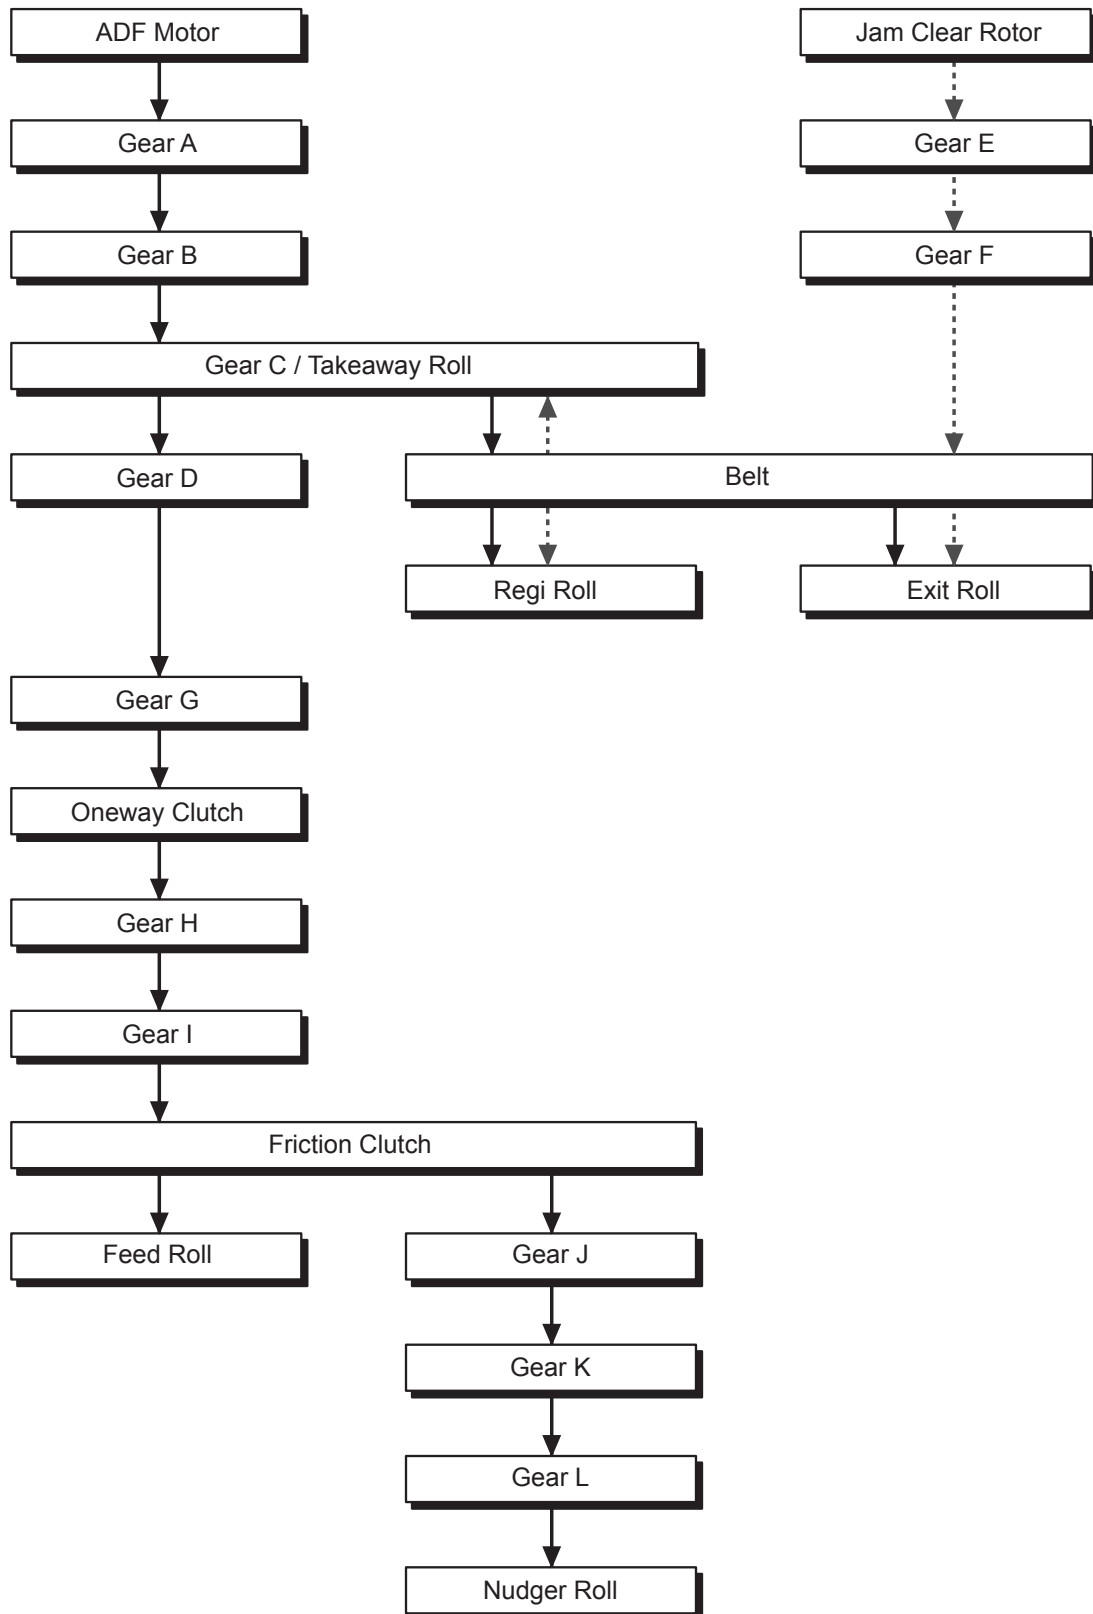 ADF Motor
Jam Clear Rotor
Gear A
Gear E
Gear B
Gear F
Gear C / Takeaway Roll
Gear D
Belt
Regi Roll
Exit Roll
Gear G
Oneway Clutch
Gear H
Gear I
Friction Clutch
Feed Roll
Gear J
Gear K
Gear L
Nudger Roll